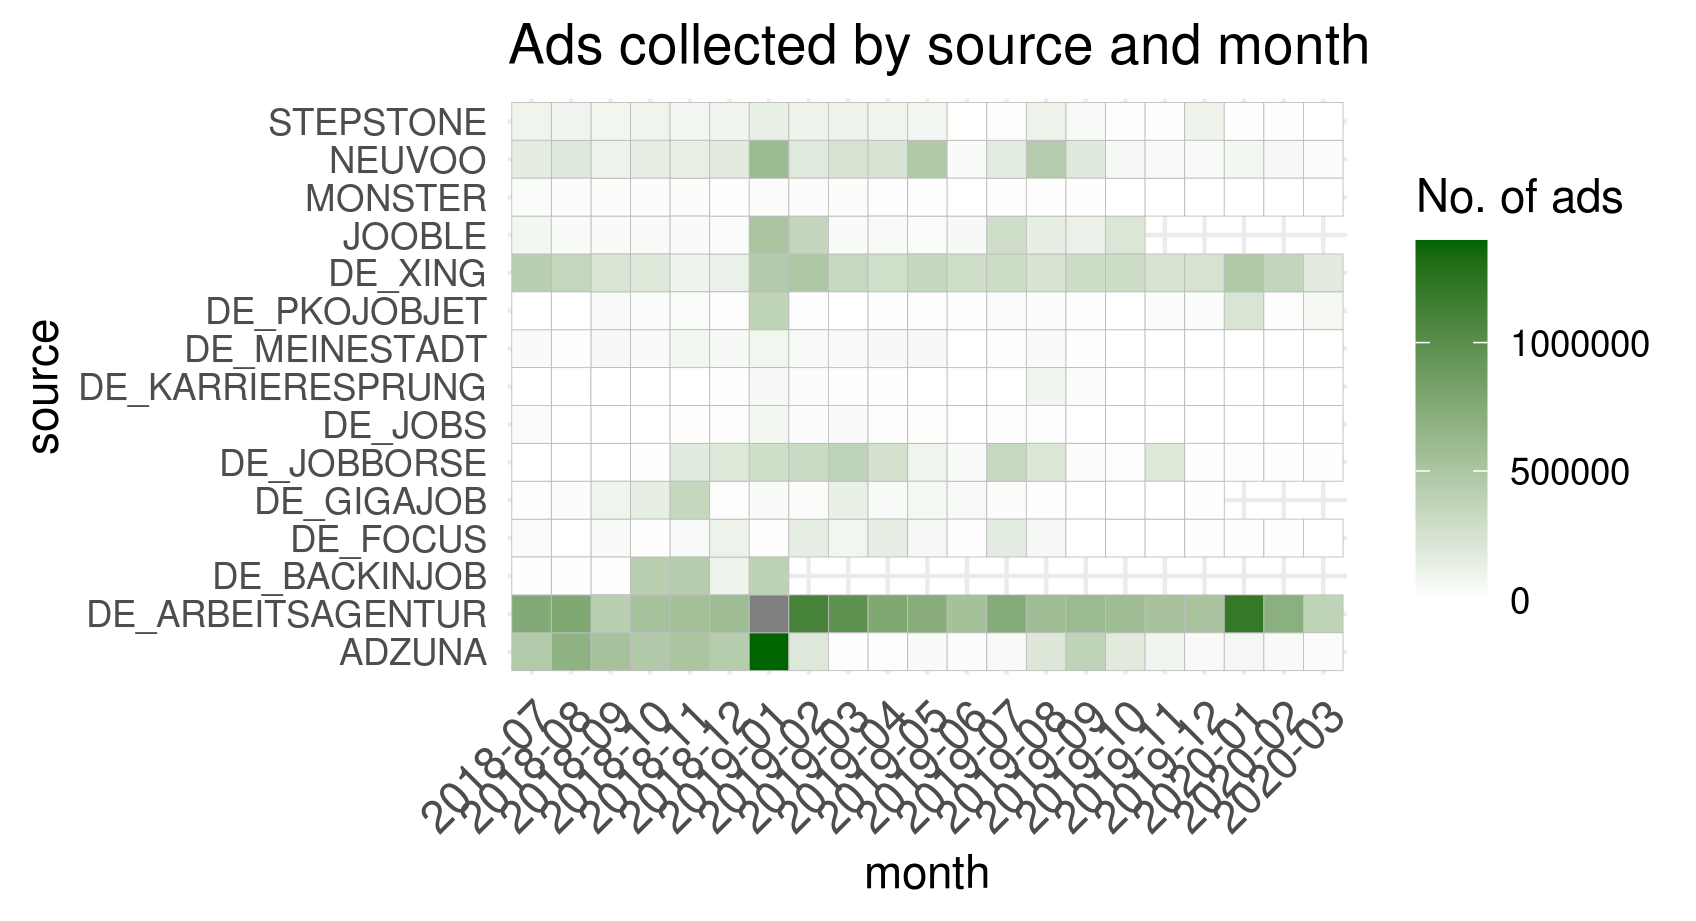 Ads collected by source and month
source
STEPSTONE
NEUVOO
MONSTER
JOOBLE
DE_XING
DE_PKOJOBJET
DE_MEINESTADT
DE_KARRIERESPRUNG
DE_JOBS
DE_JOBBORSE
DE_GIGAJOB
DE_FOCUS
DE_BACKINJOB
DE_ARBEITSAGENTUR
ADZUNA
2018-07
2018-08
2018-09
2018-10
2018-11
2018-12
2019-01
2019-02
2019-03
2019-04
2019-05
2019-06
2019-07
2019-08
2019-09
2019-10
2019-11
2019-12
2020-01
2020-02
2020-03
month
No. of ads
1000000
500000
0